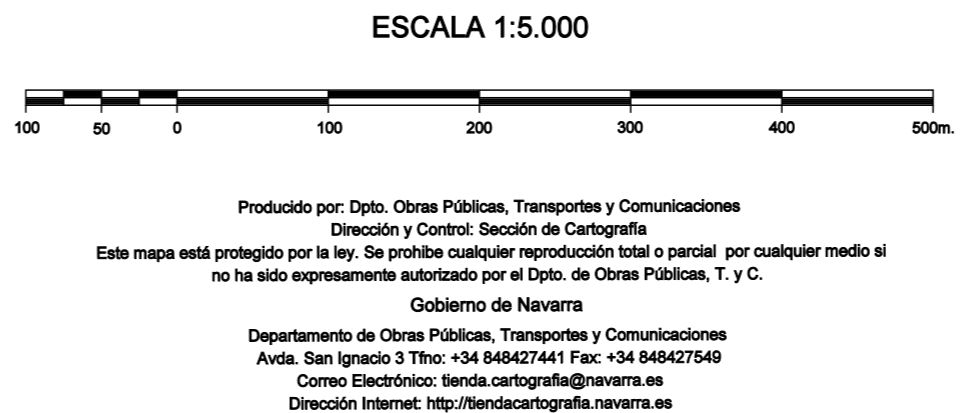 ESCALA 1:5.000
100 50 0 100 200 300 400 500m.
Producido por: Dpto. Obras Públicas, Transportes y Comunicaciones
Dirección y Control: Sección de Cartografía
Este mapa está protegido por la ley. Se prohibe cualquier reproducción total o parcial por cualquier medio si
no ha sido expresamente autorizado por el Dpto. de Obras Públicas, T. y C.
Gobierno de Navarra
Departamento de Obras Públicas, Transportes y Comunicaciones
Avda. San Ignacio 3 Tfno: +34 848427441 Fax: +34 848427549
Correo Electrónico: tienda.cartografia@navarra.es
Dirección Internet: http://tiendacartografia.navarra.es